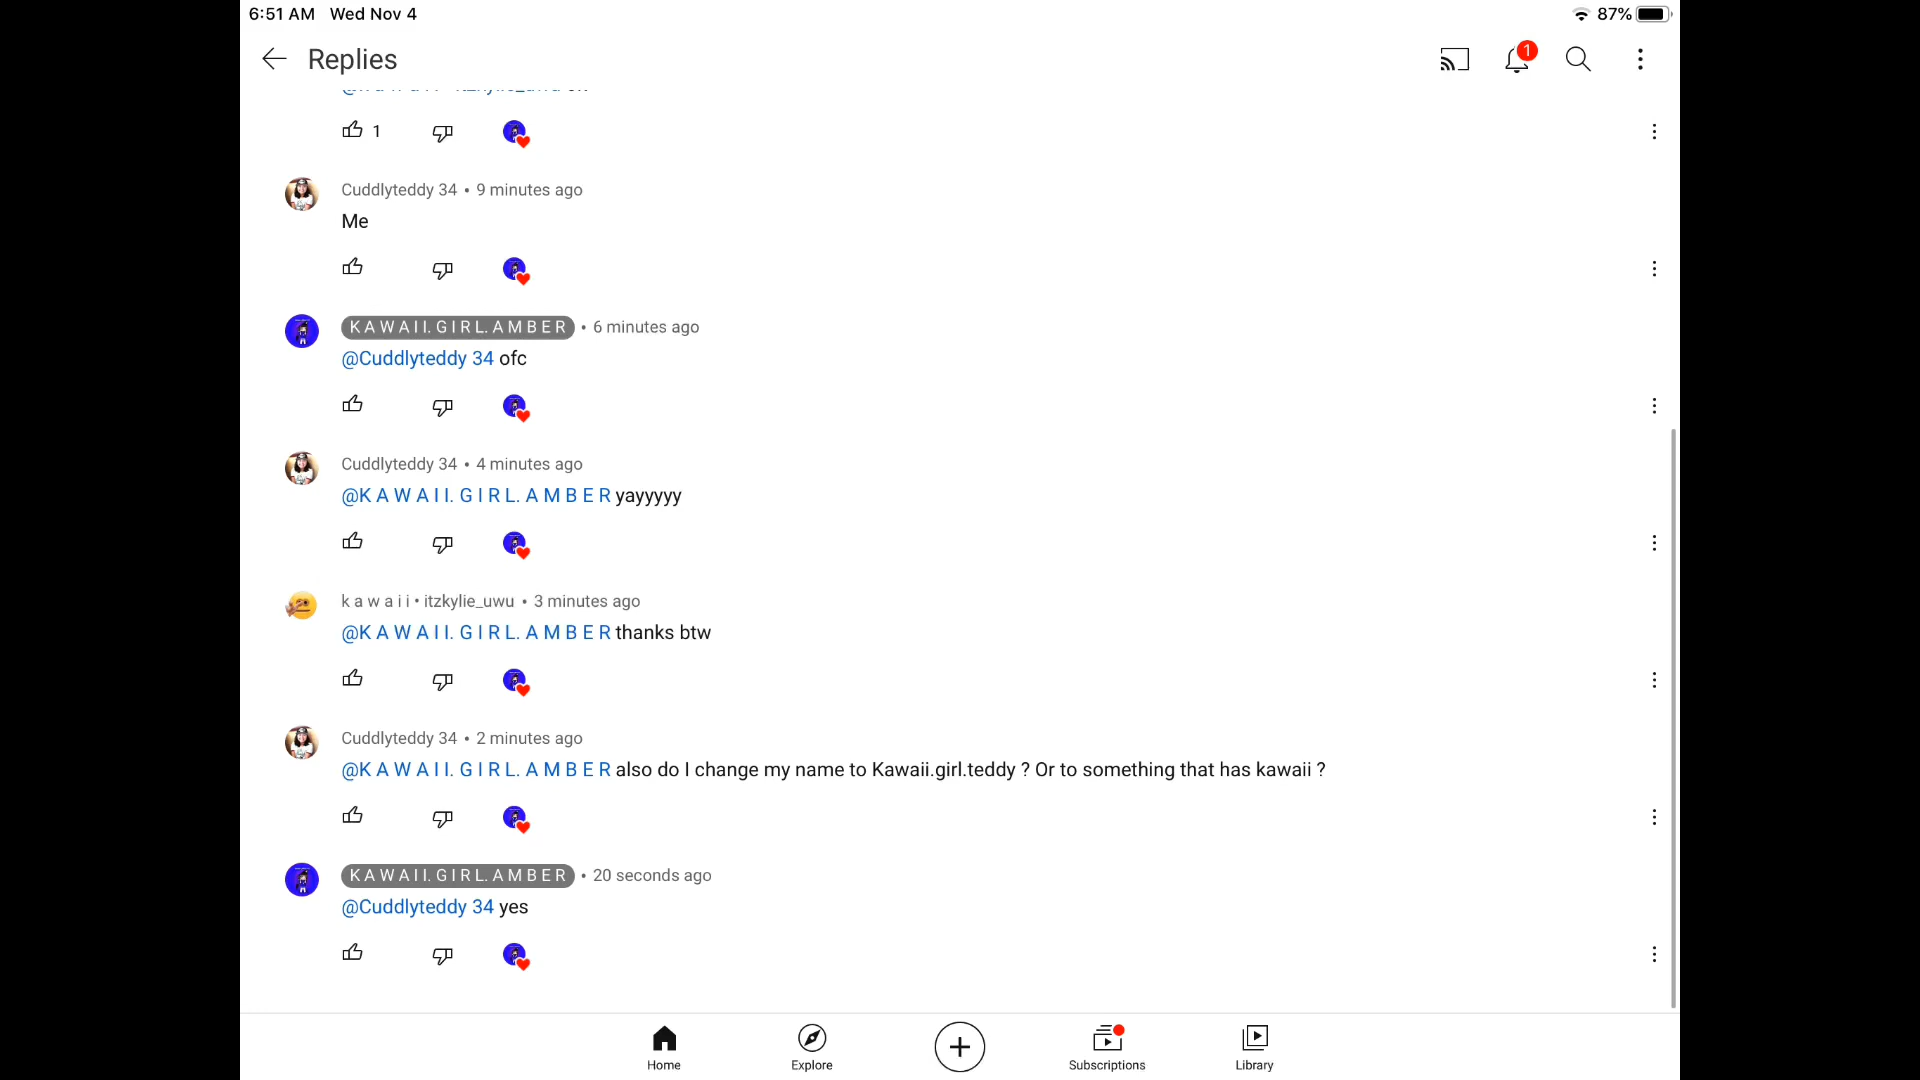 6:51 AM Wed Nov 4 87%
Replies 1
1
Cuddlyteddy 34 • 9 minutes ago
Me
K A W A I I. G I R L. A M B E R • 6 minutes ago
@Cuddlyteddy 34 ofc
Cuddlyteddy 34 • 4 minutes ago
@K A W A I I. G I R L. A M B E R yayyyyy
k a w a i i • itzkylie_uwu • 3 minutes ago
@K A W A I I. G I R L. A M B E R thanks btw
Cuddlyteddy 34 • 2 minutes ago
@K A W A I I. G I R L. A M B E R also do I change my name to Kawaii.girl.teddy ? Or to something that has kawaii ?
K A W A I I. G I R L. A M B E R • 20 seconds ago
@Cuddlyteddy 34 yes
Home Explore Subscriptions Library